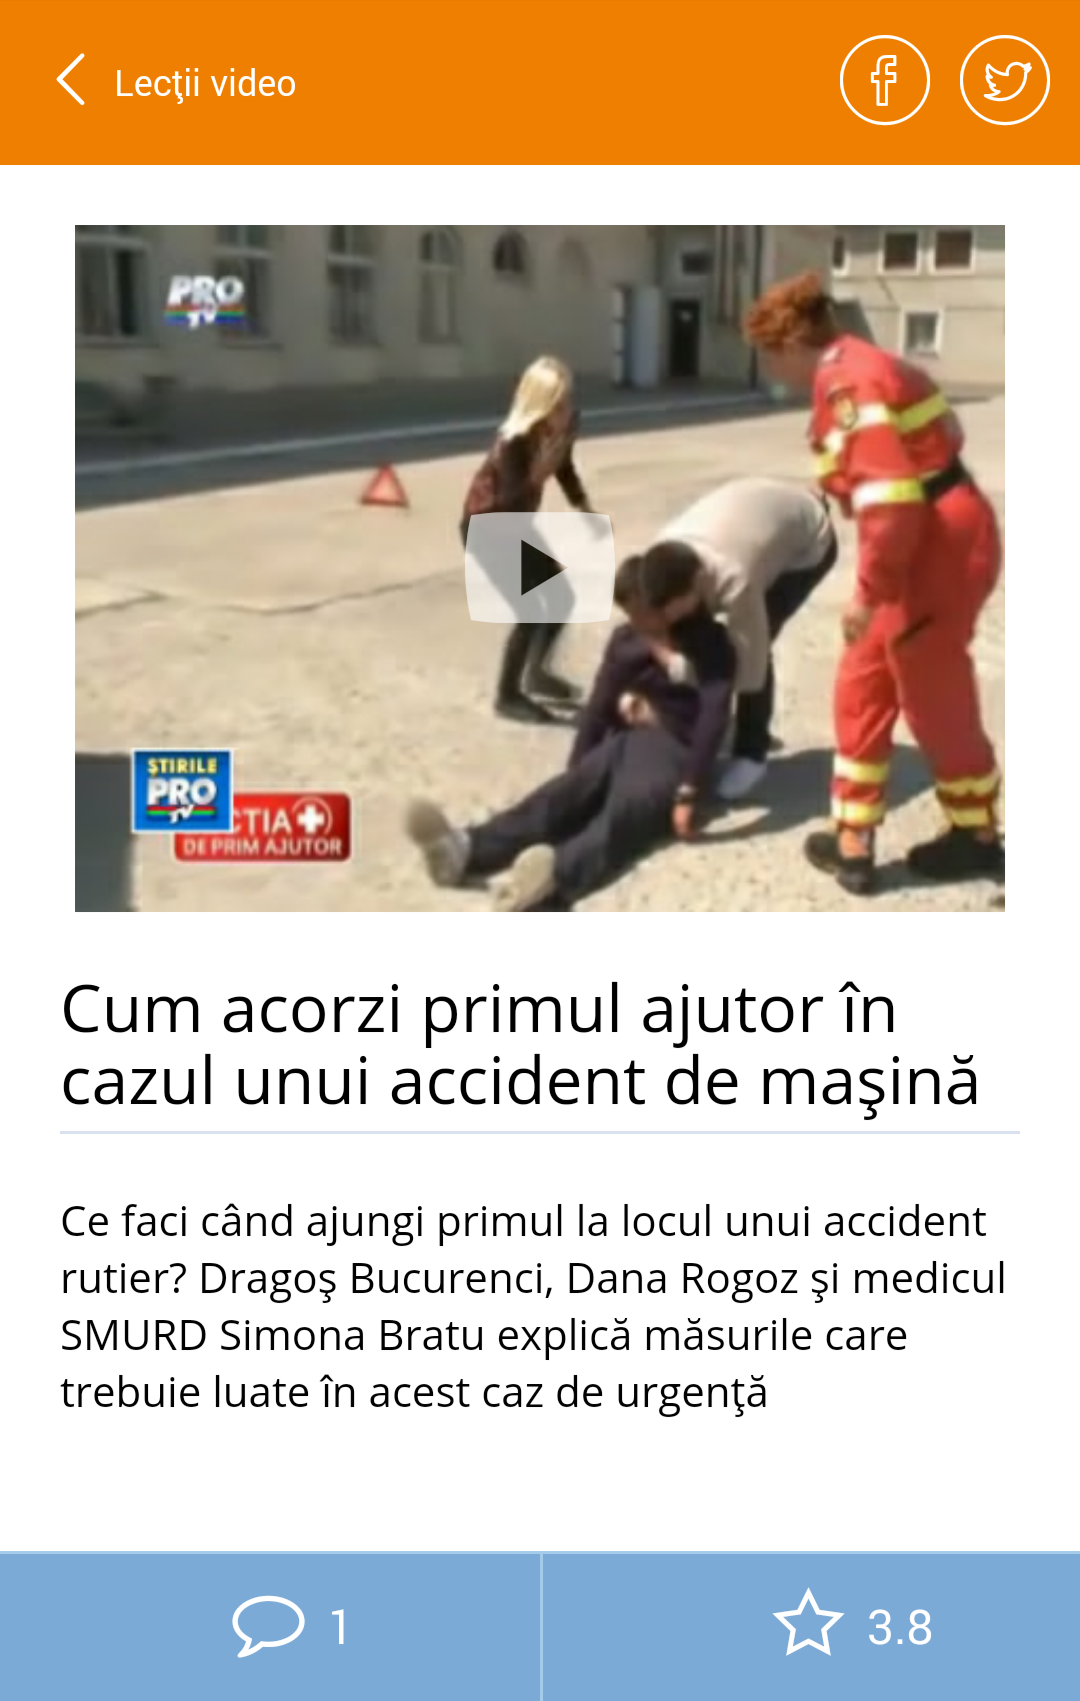 Lecţii video
PRO
TV
ŞTIRILE
PRO
TV
CTIA
DE PRIM AJUTOR
Cum acorzi primul ajutor în
cazul unui accident de maşină
Ce faci când ajungi primul la locul unui accident
rutier? Dragoş Bucurenci, Dana Rogoz şi medicul
SMURD Simona Bratu explică măsurile care
trebuie luate în acest caz de urgenţă
1
3.8